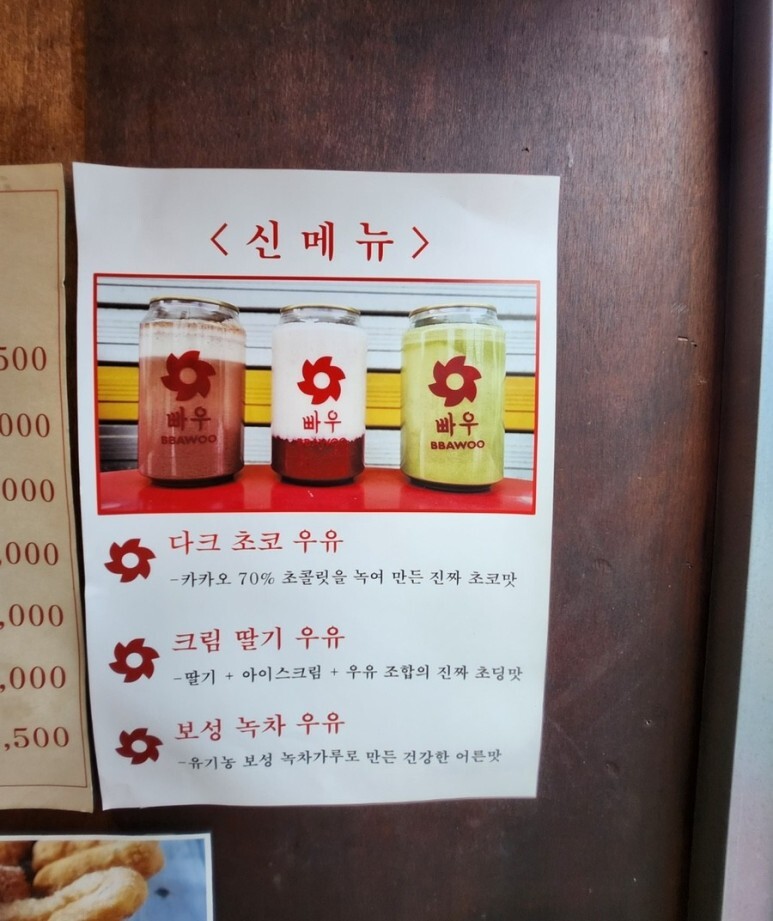 <신메뉴>
빠우
BBAWOO
빠우
BBAWOO
빠우
BBAWOO
다크 초코 우유
-카카오 70% 초콜릿을 녹여 만든 진짜 초코맛
크림 딸기 우유
-딸기 + 아이스크림 + 우유 조합의 진짜 초딩맛
보성 녹차 우유
-유기농 보성 녹차가루로 만든 건강한 어른맛
500
000
000
,000
,000
,000
,500